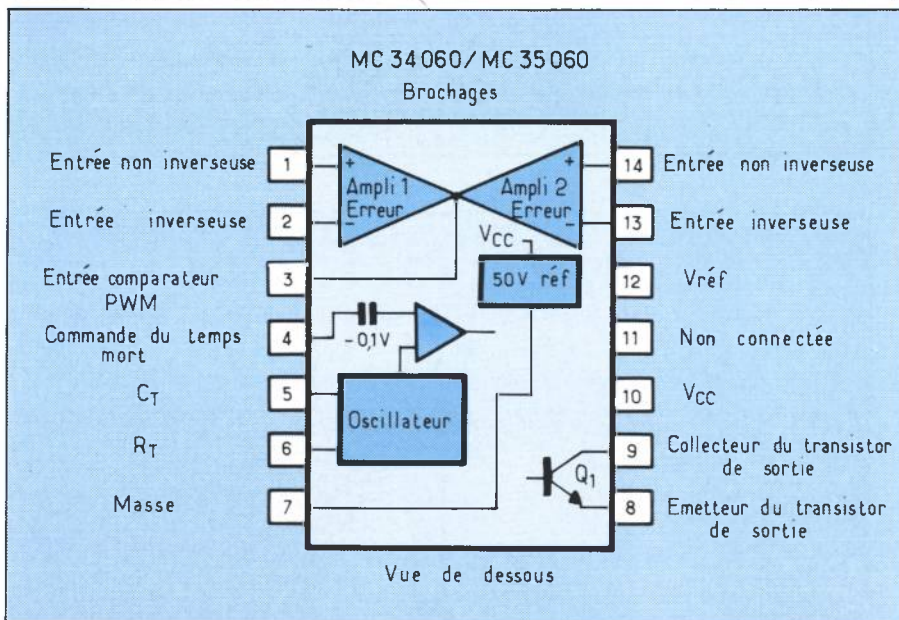 MC 34060 / MC 35060
Brochages
Entrée non inverseuse
1
+
Ampli 1
Erreur
-
Entrée inverseuse
2
Entrée comparateur
PWM
3
Commande du temps
mort
4
-0,1V
CT
5
Oscillateur
RT
6
Masse
7
+
Ampli 2
Erreur
-
14
Entrée non inverseuse
13
Entrée inverseuse
VCC
50V réf
12
Vréf
11
Non connectée
10
VCC
9
Collecteur du transistor
de sortie
Q1
8
Emetteur du transistor
de sortie
Vue de dessous